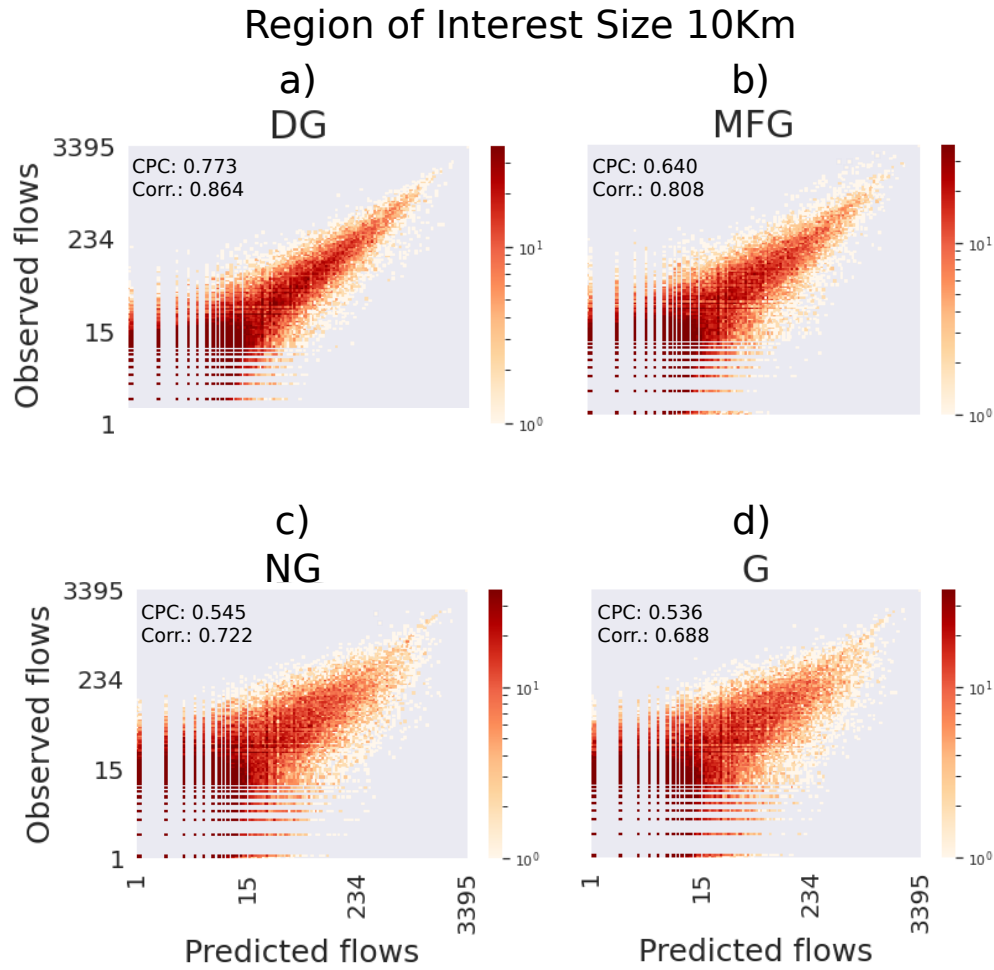 Region of Interest Size 10Km
a)
DG
3395
234
15
1
Observed flows
CPC: 0.773
Corr.: 0.864
10¹
10⁰
b)
MFG
CPC: 0.640
Corr.: 0.808
10¹
10⁰
c)
NG
3395
234
15
1
Observed flows
CPC: 0.545
Corr.: 0.722
10¹
10⁰
1
15
234
3395
Predicted flows
d)
G
CPC: 0.536
Corr.: 0.688
10¹
10⁰
1
15
234
3395
Predicted flows